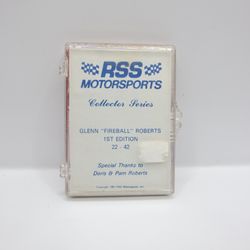 RSS
MOTORSPORTS
Collector Series
GLENN "FIREBALL" ROBERTS
1ST EDITION
22 - 42
Special Thanks to
Doris & Pam Roberts